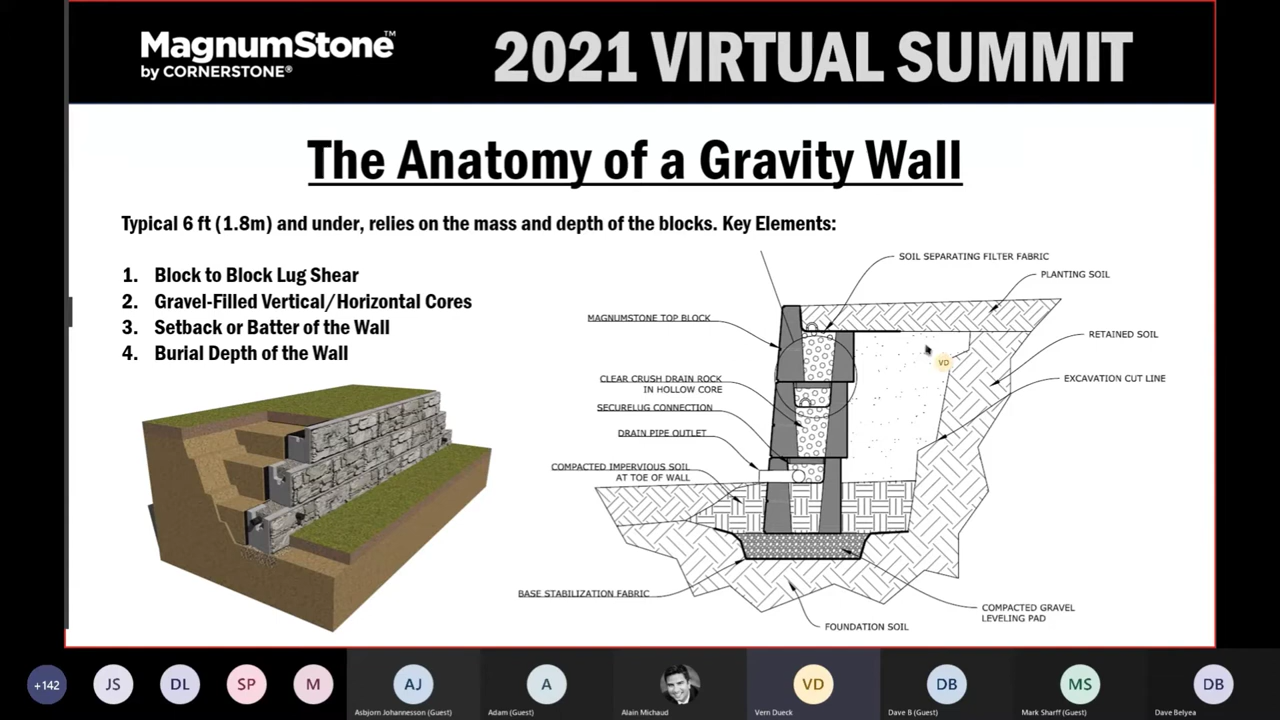 MagnumStone™
by CORNERSTONE®
2021 VIRTUAL SUMMIT
The Anatomy of a Gravity Wall
Typical 6 ft (1.8m) and under, relies on the mass and depth of the blocks. Key Elements:
1. Block to Block Lug Shear
2. Gravel-Filled Vertical/Horizontal Cores
3. Setback or Batter of the Wall
4. Burial Depth of the Wall
SOIL SEPARATING FILTER FABRIC
PLANTING SOIL
MAGNUMSTONE TOP BLOCK
RETAINED SOIL
VD
CLEAR CRUSH DRAIN ROCK
IN HOLLOW CORE
EXCAVATION CUT LINE
SECURELUG CONNECTION
DRAIN PIPE OUTLET
COMPACTED IMPERVIOUS SOIL
AT TOE OF WALL
BASE STABILIZATION FABRIC
COMPACTED GRAVEL
LEVELING PAD
FOUNDATION SOIL
+142
JS
DL
SP
M
AJ
A
VD
DB
MS
DB
Asbjorn Johannesson (Guest)
Adam (Guest)
Alain Michaud
Vern Dueck
Dave B (Guest)
Mark Sharff (Guest)
Dave Belyea